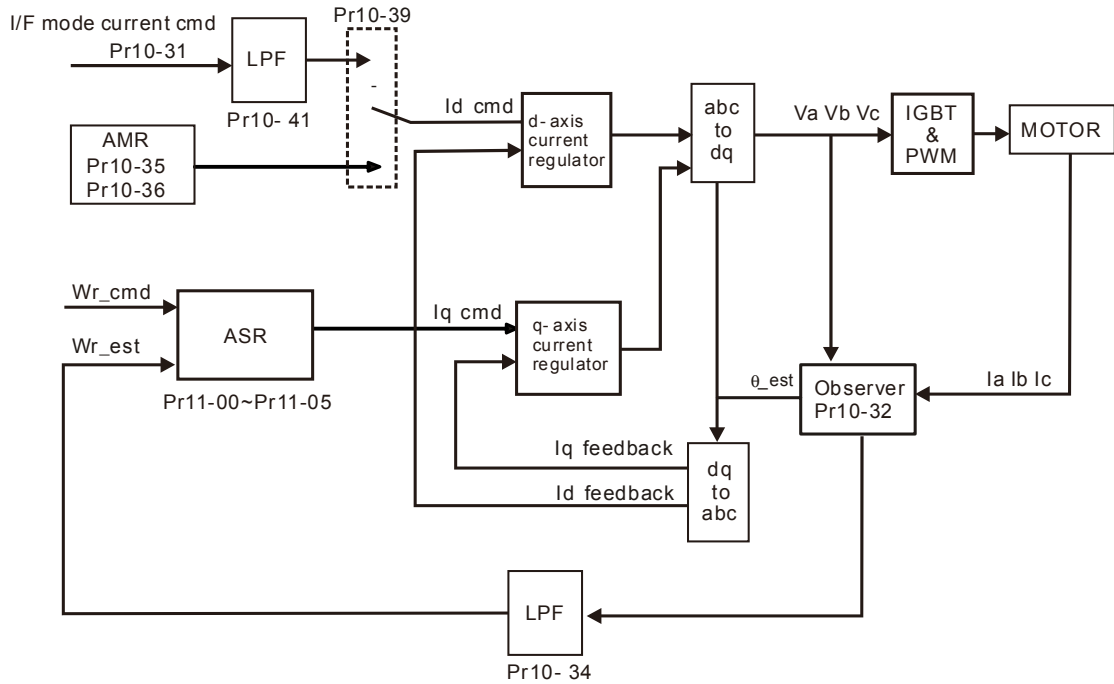 I/F mode current cmd
Pr10-31
LPF
Pr10- 41
Pr10-39
-
AMR
Pr10-35
Pr10-36
Id cmd
d-axis
current
regulator
abc
to
dq
Va Vb Vc
IGBT
&
PWM
MOTOR
Wr_cmd
Wr_est
ASR
Pr11-00~Pr11-05
Iq cmd
q-axis
current
regulator
θ_est
Observer
Pr10-32
Ia Ib Ic
Iq feedback
Id feedback
dq
to
abc
LPF
Pr10- 34